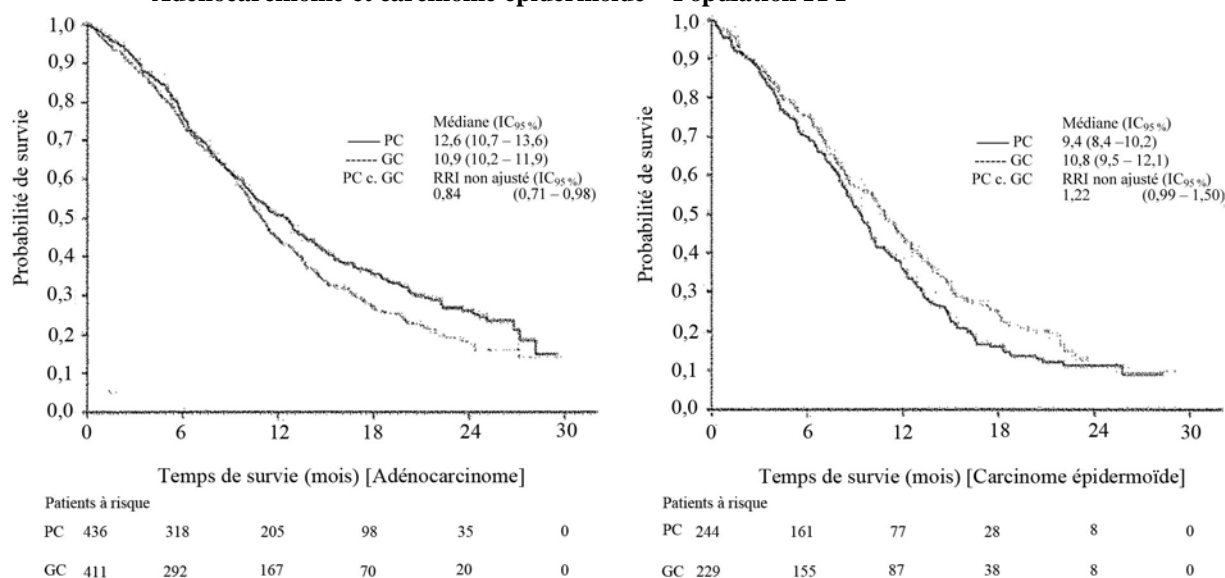 Adénocarcinome et carcinome épidermoïde – Population ITT
1,0
0,9
0,8
0,7
0,6
0,5
0,4
0,3
0,2
0,1
0,0
Probabilité de survie
Médiane (IC95 %)
PC 12,6 (10,7 – 13,6)
GC 10,9 (10,2 – 11,9)
PC c. GC RRI non ajusté (IC95 %)
0,84 (0,71 – 0,98)
0 6 12 18 24 30
Temps de survie (mois) [Adénocarcinome]
Patients à risque
PC 436 318 205 98 35 0
GC 411 292 167 70 20 0
1,0
0,9
0,8
0,7
0,6
0,5
0,4
0,3
0,2
0,1
0,0
Probabilité de survie
Médiane (IC95 %)
PC 9,4 (8,4 –10,2)
GC 10,8 (9,5 – 12,1)
PC c. GC RRI non ajusté (IC95 %)
1,22 (0,99 – 1,50)
0 6 12 18 24 30
Temps de survie (mois) [Carcinome épidermoïde]
Patients à risque
PC 244 161 77 28 8 0
GC 229 155 87 38 8 0